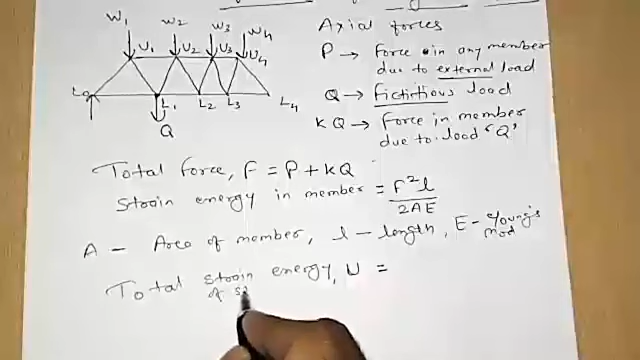 W1 W2 W3 W4
Axial forces
U1 U2 U3 U4
P → Force in any member
due to external load
L0 L1 L2 L3 L4
Q → Fictitious load
Q
kQ → Force in member
due to load 'Q'
Total force, F = P + kQ
Strain energy in member = F²l
2AE
A – Area of member, l – length, E – Young's
mod
Total strain energy, U =
of s